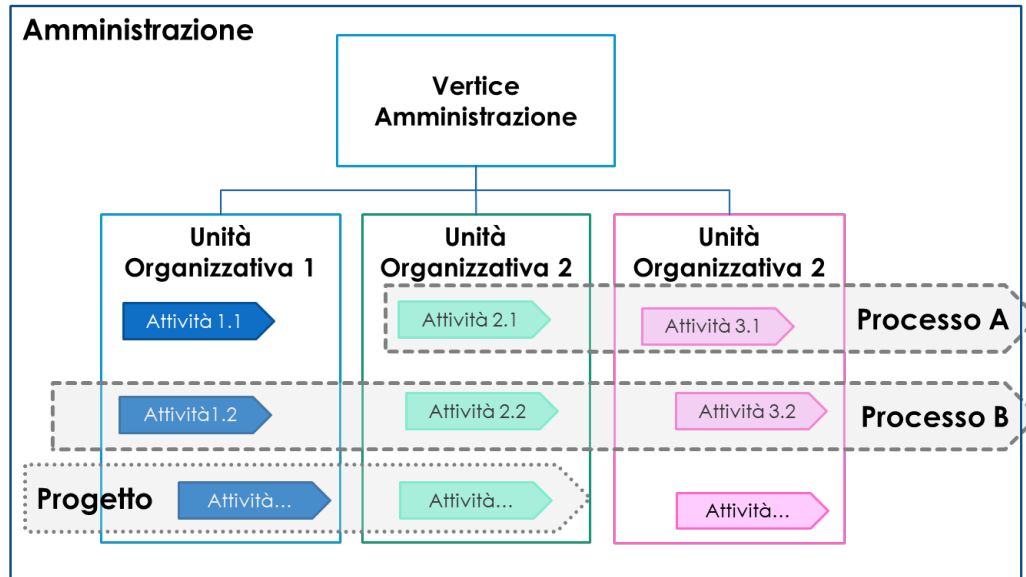 Amministrazione
Vertice
Amministrazione
Unità
Organizzativa 1
Unità
Organizzativa 2
Unità
Organizzativa 2
Attività 1.1
Attività 2.1
Attività 3.1
Processo A
Attività1.2
Attività 2.2
Attività 3.2
Processo B
Progetto
Attività...
Attività...
Attività...